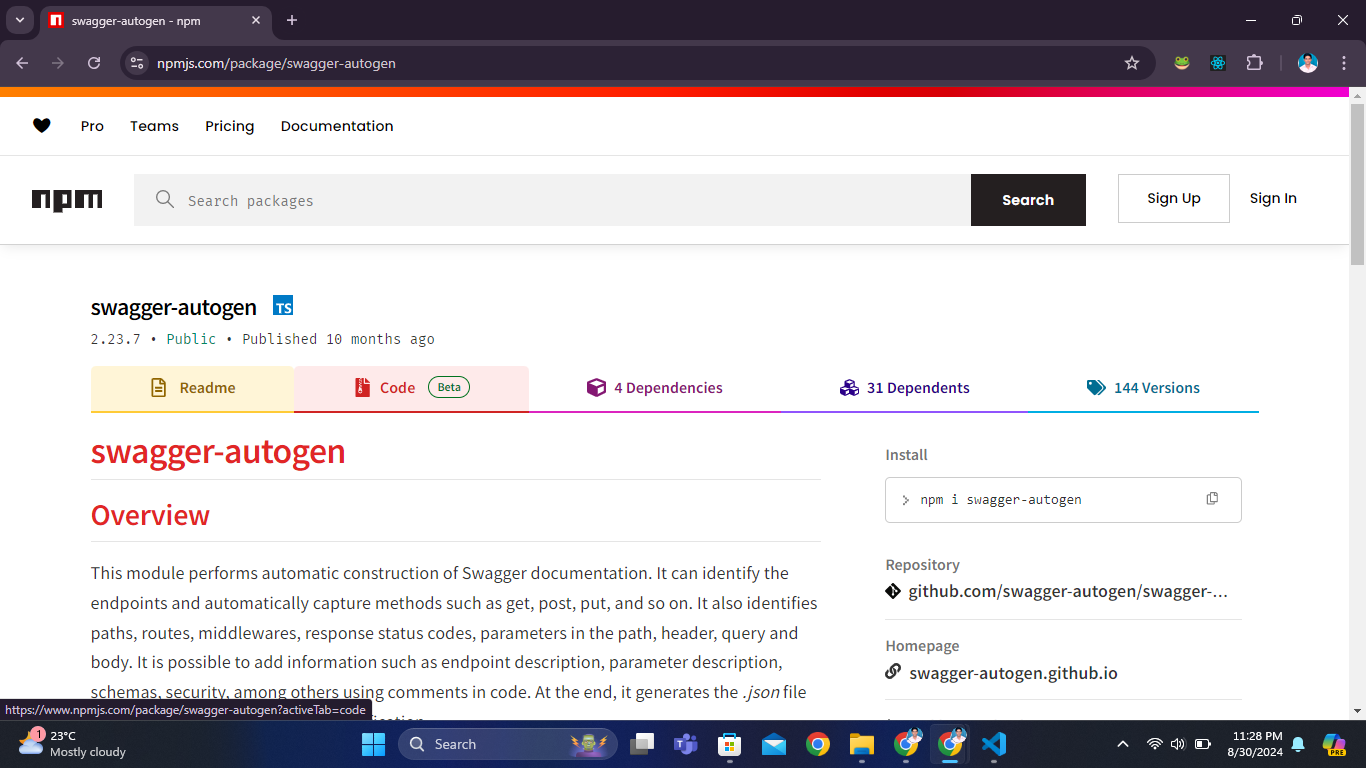 swagger-autogen - npm
npmjs.com/package/swagger-autogen
Pro Teams Pricing Documentation
npm
Search packages
Search
Sign Up
Sign In
swagger-autogen TS
2.23.7 • Public • Published 10 months ago
Readme
Code Beta
4 Dependencies
31 Dependents
144 Versions
swagger-autogen
Overview
This module performs automatic construction of Swagger documentation. It can identify the
endpoints and automatically capture methods such as get, post, put, and so on. It also identifies
paths, routes, middlewares, response status codes, parameters in the path, header, query and
body. It is possible to add information such as endpoint description, parameter description,
schemas, security, among others using comments in code. At the end, it generates the .json file
Install
npm i swagger-autogen
Repository
github.com/swagger-autogen/swagger-...
Homepage
swagger-autogen.github.io
https://www.npmjs.com/package/swagger-autogen?activeTab=code
1
23°C
Mostly cloudy
Search
PRE
11:28 PM
8/30/2024